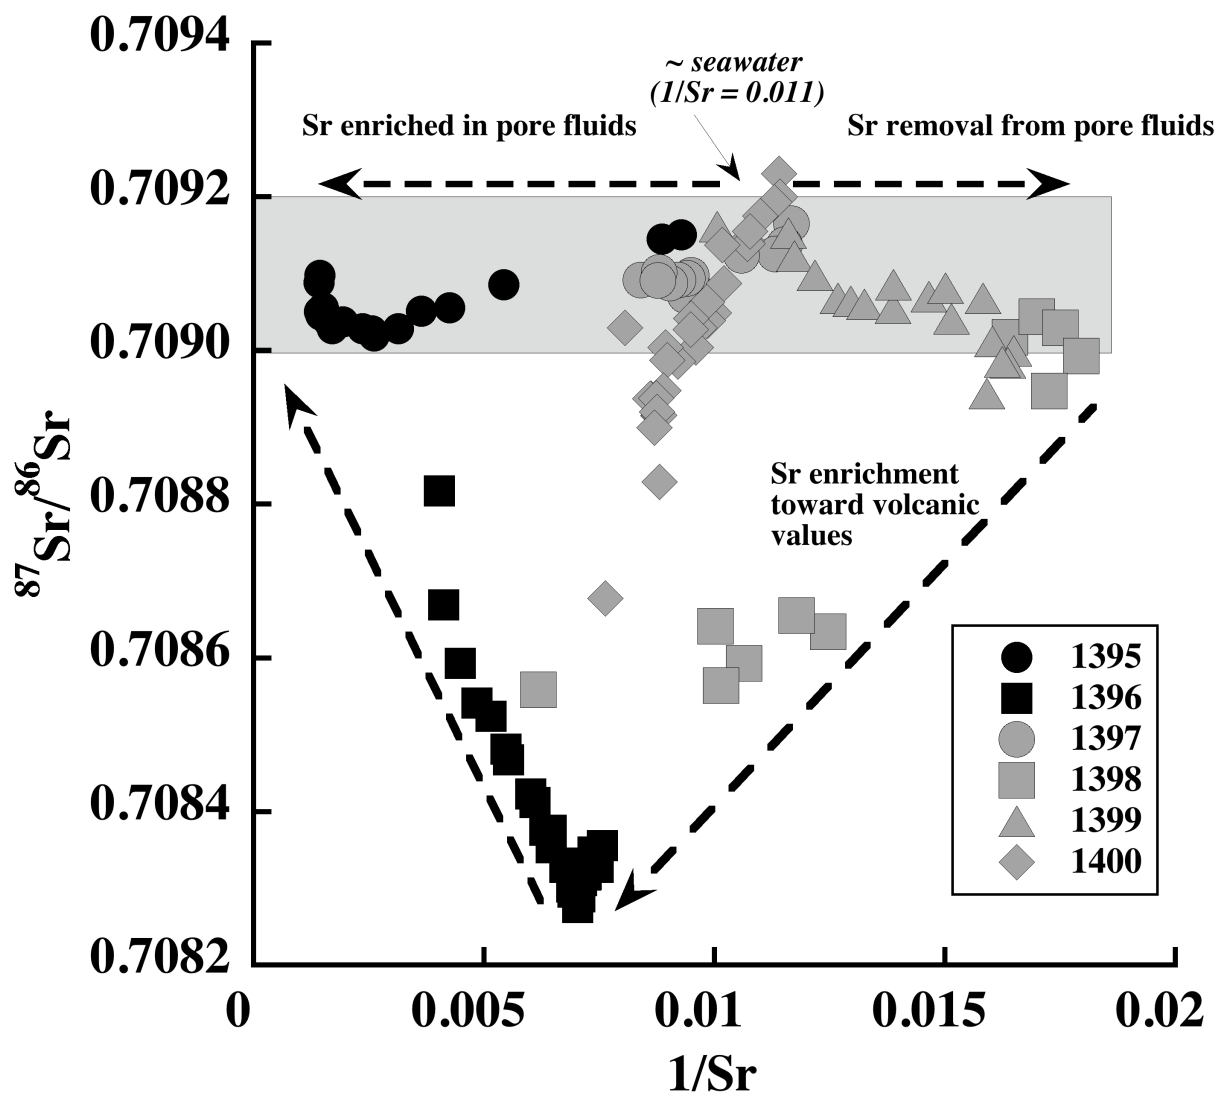 0.7094
~ seawater
(1/Sr = 0.011)
Sr enriched in pore fluids
Sr removal from pore fluids
0.7092
0.7090
87Sr/86Sr
Sr enrichment
toward volcanic
values
0.7088
0.7086
0.7084
0.7082
1395
1396
1397
1398
1399
1400
0
0.005
0.01
0.015
0.02
1/Sr